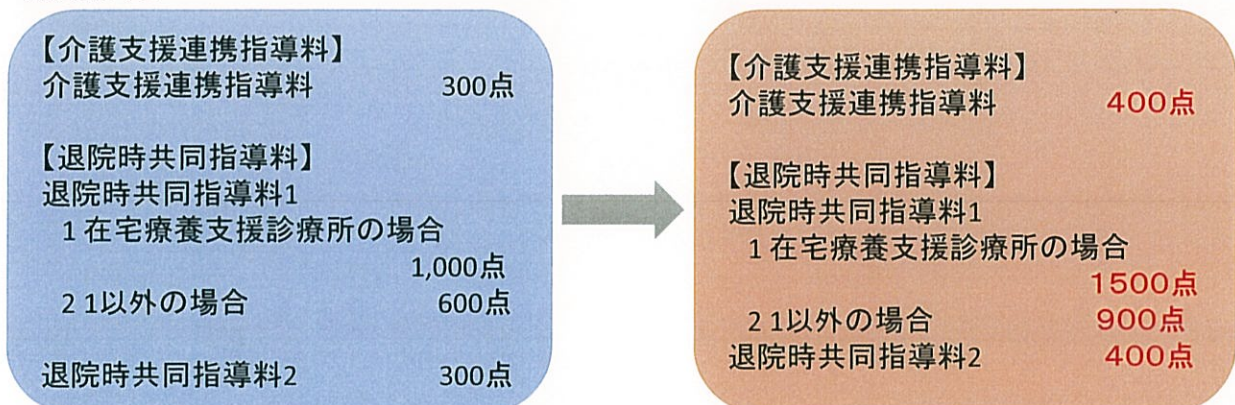 【介護支援連携指導料】
介護支援連携指導料 300点
【退院時共同指導料】
退院時共同指導料1
1 在宅療養支援診療所の場合
1,000点
2 1以外の場合 600点
退院時共同指導料2 300点
【介護支援連携指導料】
介護支援連携指導料 400点
【退院時共同指導料】
退院時共同指導料1
1 在宅療養支援診療所の場合
1500点
2 1以外の場合 900点
退院時共同指導料2 400点